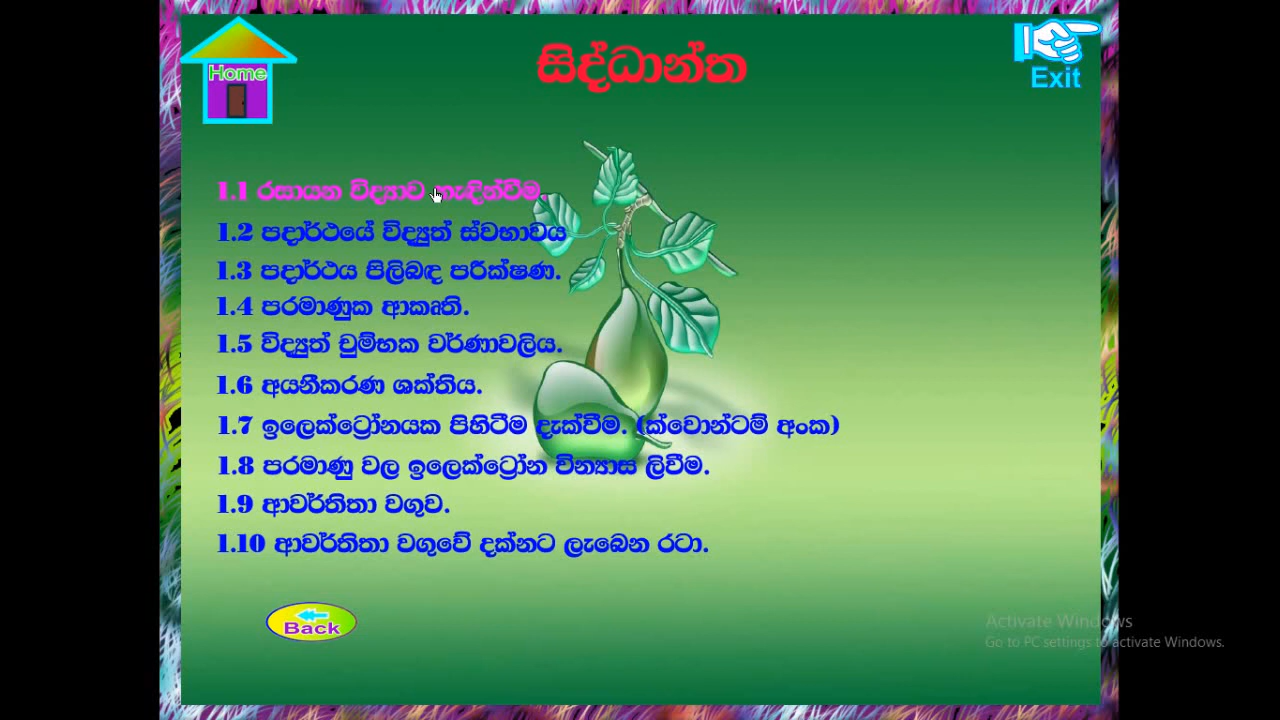 Home
සිද්ධාන්ත
Exit
1.1 රසායන විද්‍යාව හැඳින්වීම
1.2 පදාර්ථයේ විද්‍යුත් ස්වභාවය
1.3 පදාර්ථය පිලිබඳ පරීක්ෂණ.
1.4 පරමාණුක ආකෘති.
1.5 විද්‍යුත් චුම්භක වර්ණාවලිය.
1.6 අයනීකරණ ශක්තිය.
1.7 ඉලෙක්ට්‍රෝනයක පිහිටීම දැක්වීම. (ක්වොන්ටම් අංක)
1.8 පරමාණු වල ඉලෙක්ට්‍රෝන වින්‍යාස ලිවීම.
1.9 ආවර්තිතා වගුව.
1.10 ආවර්තිතා වගුවේ දක්නට ලැබෙන රටා.
Back
Activate Windows
Go to PC settings to activate Windows.